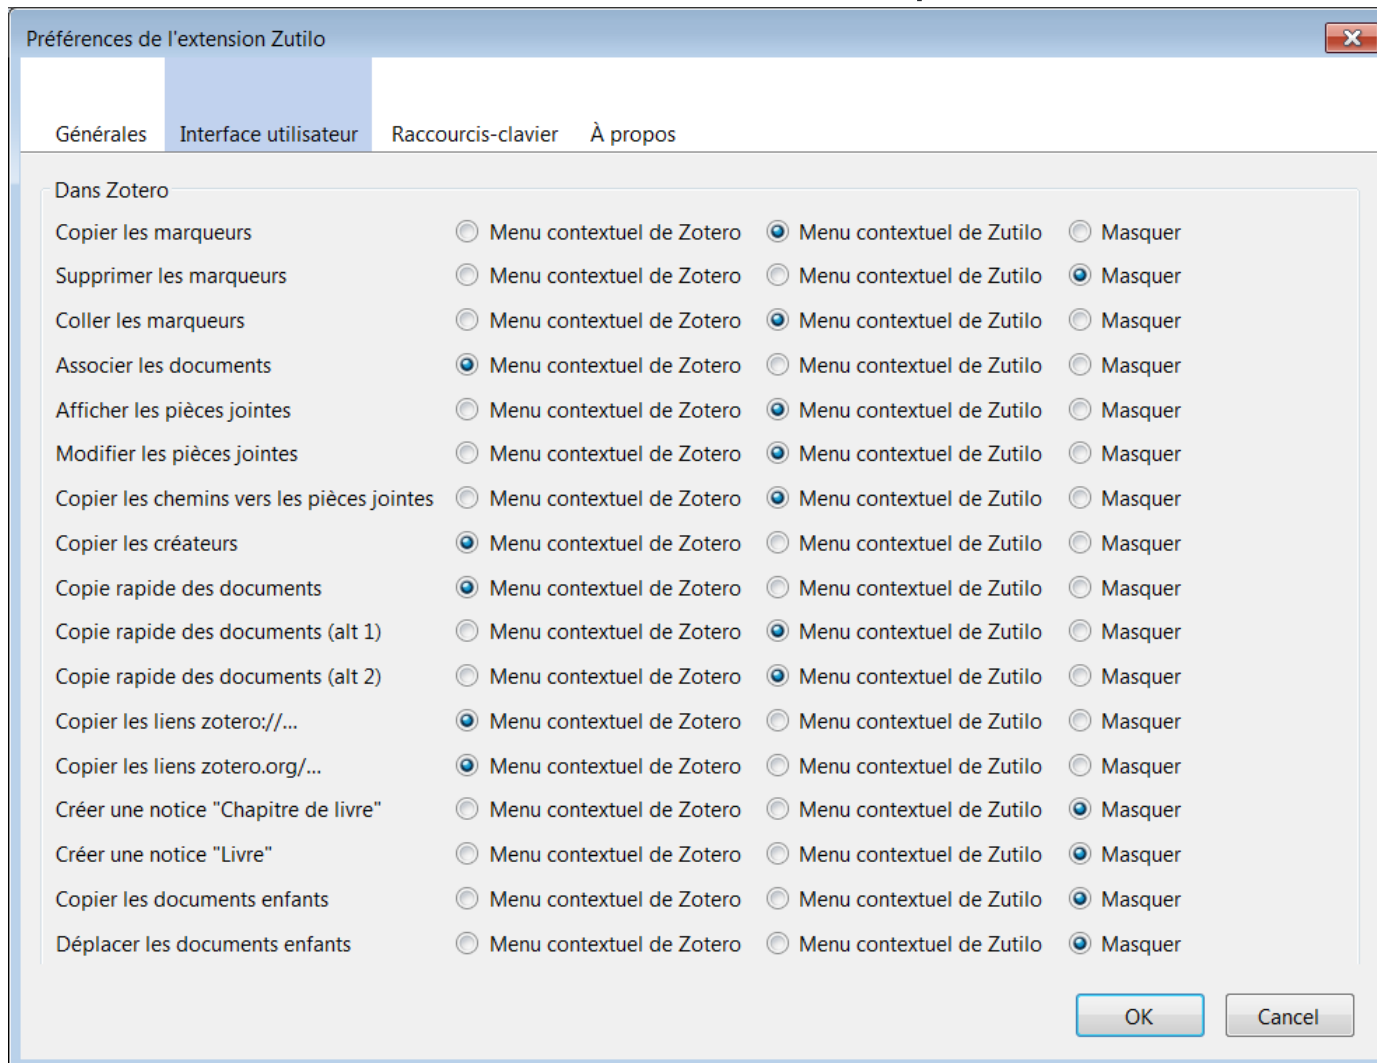 Préférences de l'extension Zutilo
Générales Interface utilisateur Raccourcis-clavier À propos
Dans Zotero
Copier les marqueurs Menu contextuel de Zotero Menu contextuel de Zutilo Masquer
Supprimer les marqueurs Menu contextuel de Zotero Menu contextuel de Zutilo Masquer
Coller les marqueurs Menu contextuel de Zotero Menu contextuel de Zutilo Masquer
Associer les documents Menu contextuel de Zotero Menu contextuel de Zutilo Masquer
Afficher les pièces jointes Menu contextuel de Zotero Menu contextuel de Zutilo Masquer
Modifier les pièces jointes Menu contextuel de Zotero Menu contextuel de Zutilo Masquer
Copier les chemins vers les pièces jointes Menu contextuel de Zotero Menu contextuel de Zutilo Masquer
Copier les créateurs Menu contextuel de Zotero Menu contextuel de Zutilo Masquer
Copie rapide des documents Menu contextuel de Zotero Menu contextuel de Zutilo Masquer
Copie rapide des documents (alt 1) Menu contextuel de Zotero Menu contextuel de Zutilo Masquer
Copie rapide des documents (alt 2) Menu contextuel de Zotero Menu contextuel de Zutilo Masquer
Copier les liens zotero://... Menu contextuel de Zotero Menu contextuel de Zutilo Masquer
Copier les liens zotero.org/... Menu contextuel de Zotero Menu contextuel de Zutilo Masquer
Créer une notice "Chapitre de livre" Menu contextuel de Zotero Menu contextuel de Zutilo Masquer
Créer une notice "Livre" Menu contextuel de Zotero Menu contextuel de Zutilo Masquer
Copier les documents enfants Menu contextuel de Zotero Menu contextuel de Zutilo Masquer
Déplacer les documents enfants Menu contextuel de Zotero Menu contextuel de Zutilo Masquer
OK Cancel